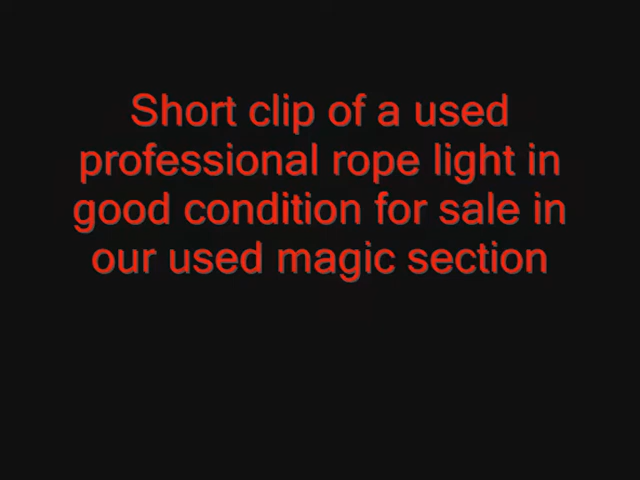 Short clip of a used
professional rope light in
good condition for sale in
our used magic section